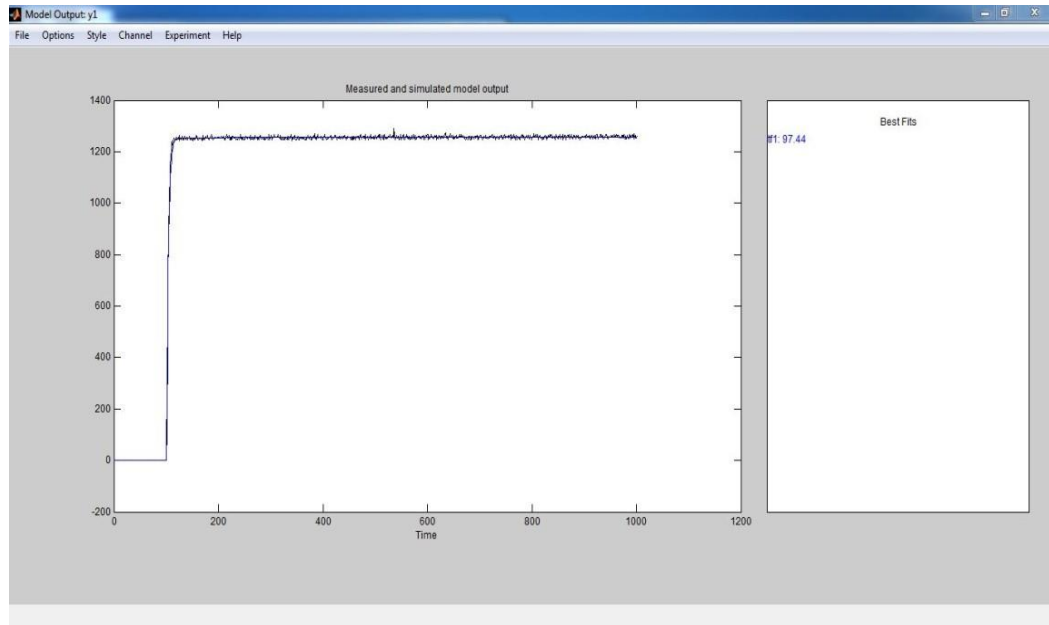 Model Output: y1
File Options Style Channel Experiment Help
Measured and simulated model output
Best Fits
tf1: 97.44
1400
1200
1000
800
600
400
200
0
-200
0 200 400 600 800 1000 1200
Time